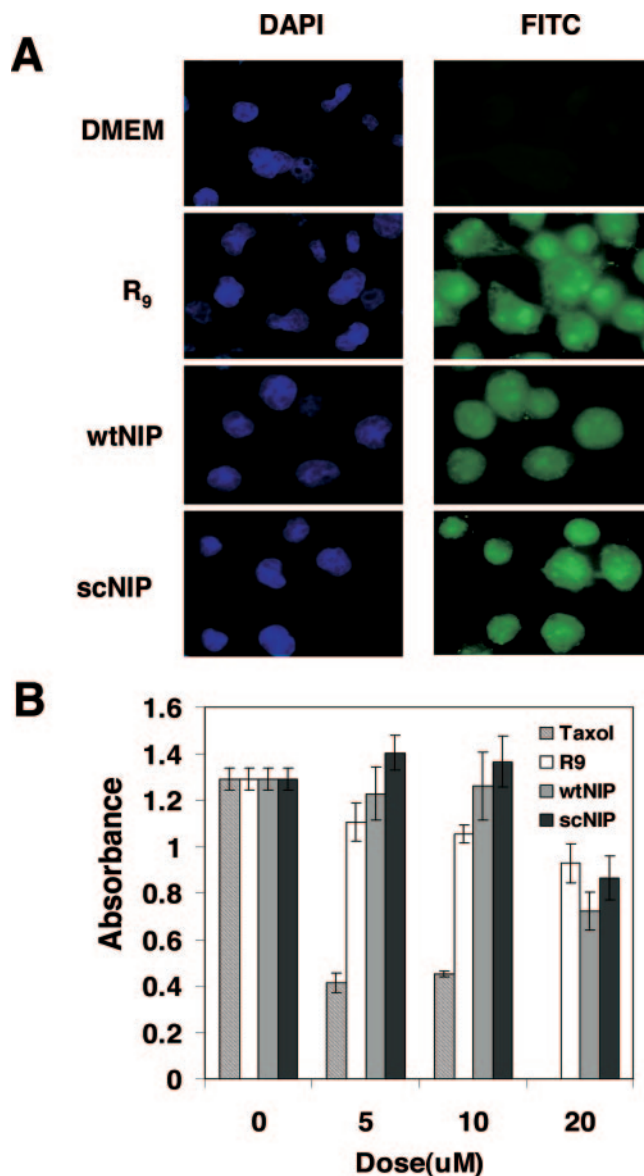 A
DAPI FITC
DMEM
R9
wtNIP
scNIP
B
1.6
1.4
1.2
1
0.8
0.6
0.4
0.2
0
Absorbance
Taxol
R9
wtNIP
scNIP
0 5 10 20
Dose(uM)